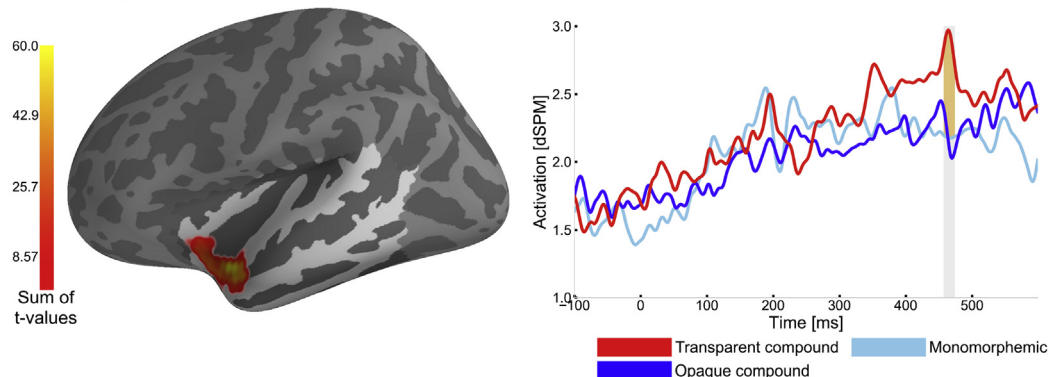 60.0
42.9
25.7
8.57
Sum of
t-values
Activation [dSPM]
3.0
2.5
2.0
1.5
1.0
−100 0 100 200 300 400 500
Time [ms]
Transparent compound Monomorphemic
Opaque compound